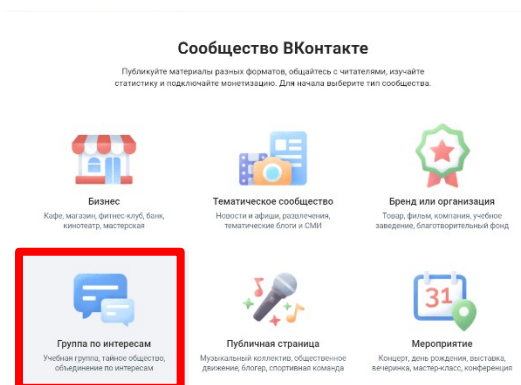 Сообщество ВКонтакте
Публикуйте материалы разных форматов, общайтесь с читателями, изучайте
статистику и подключайте монетизацию. Для начала выберите тип сообщества.
Бизнес
Кафе, магазин, фитнес-клуб, банк,
кинотеатр, мастерская
Тематическое сообщество
Новости и афиши, развлечения,
тематические блоги и СМИ
Бренд или организация
Товар, фильм, компания, учебное
заведение, благотворительный фонд
31
Группа по интересам
Учебная группа, тайное общество,
объединение по интересам
Публичная страница
Музыкальный коллектив, общественное
движение, блогер, спортивная команда
Мероприятие
Концерт, день рождения, выставка,
вечеринка, мастер-класс, конференция